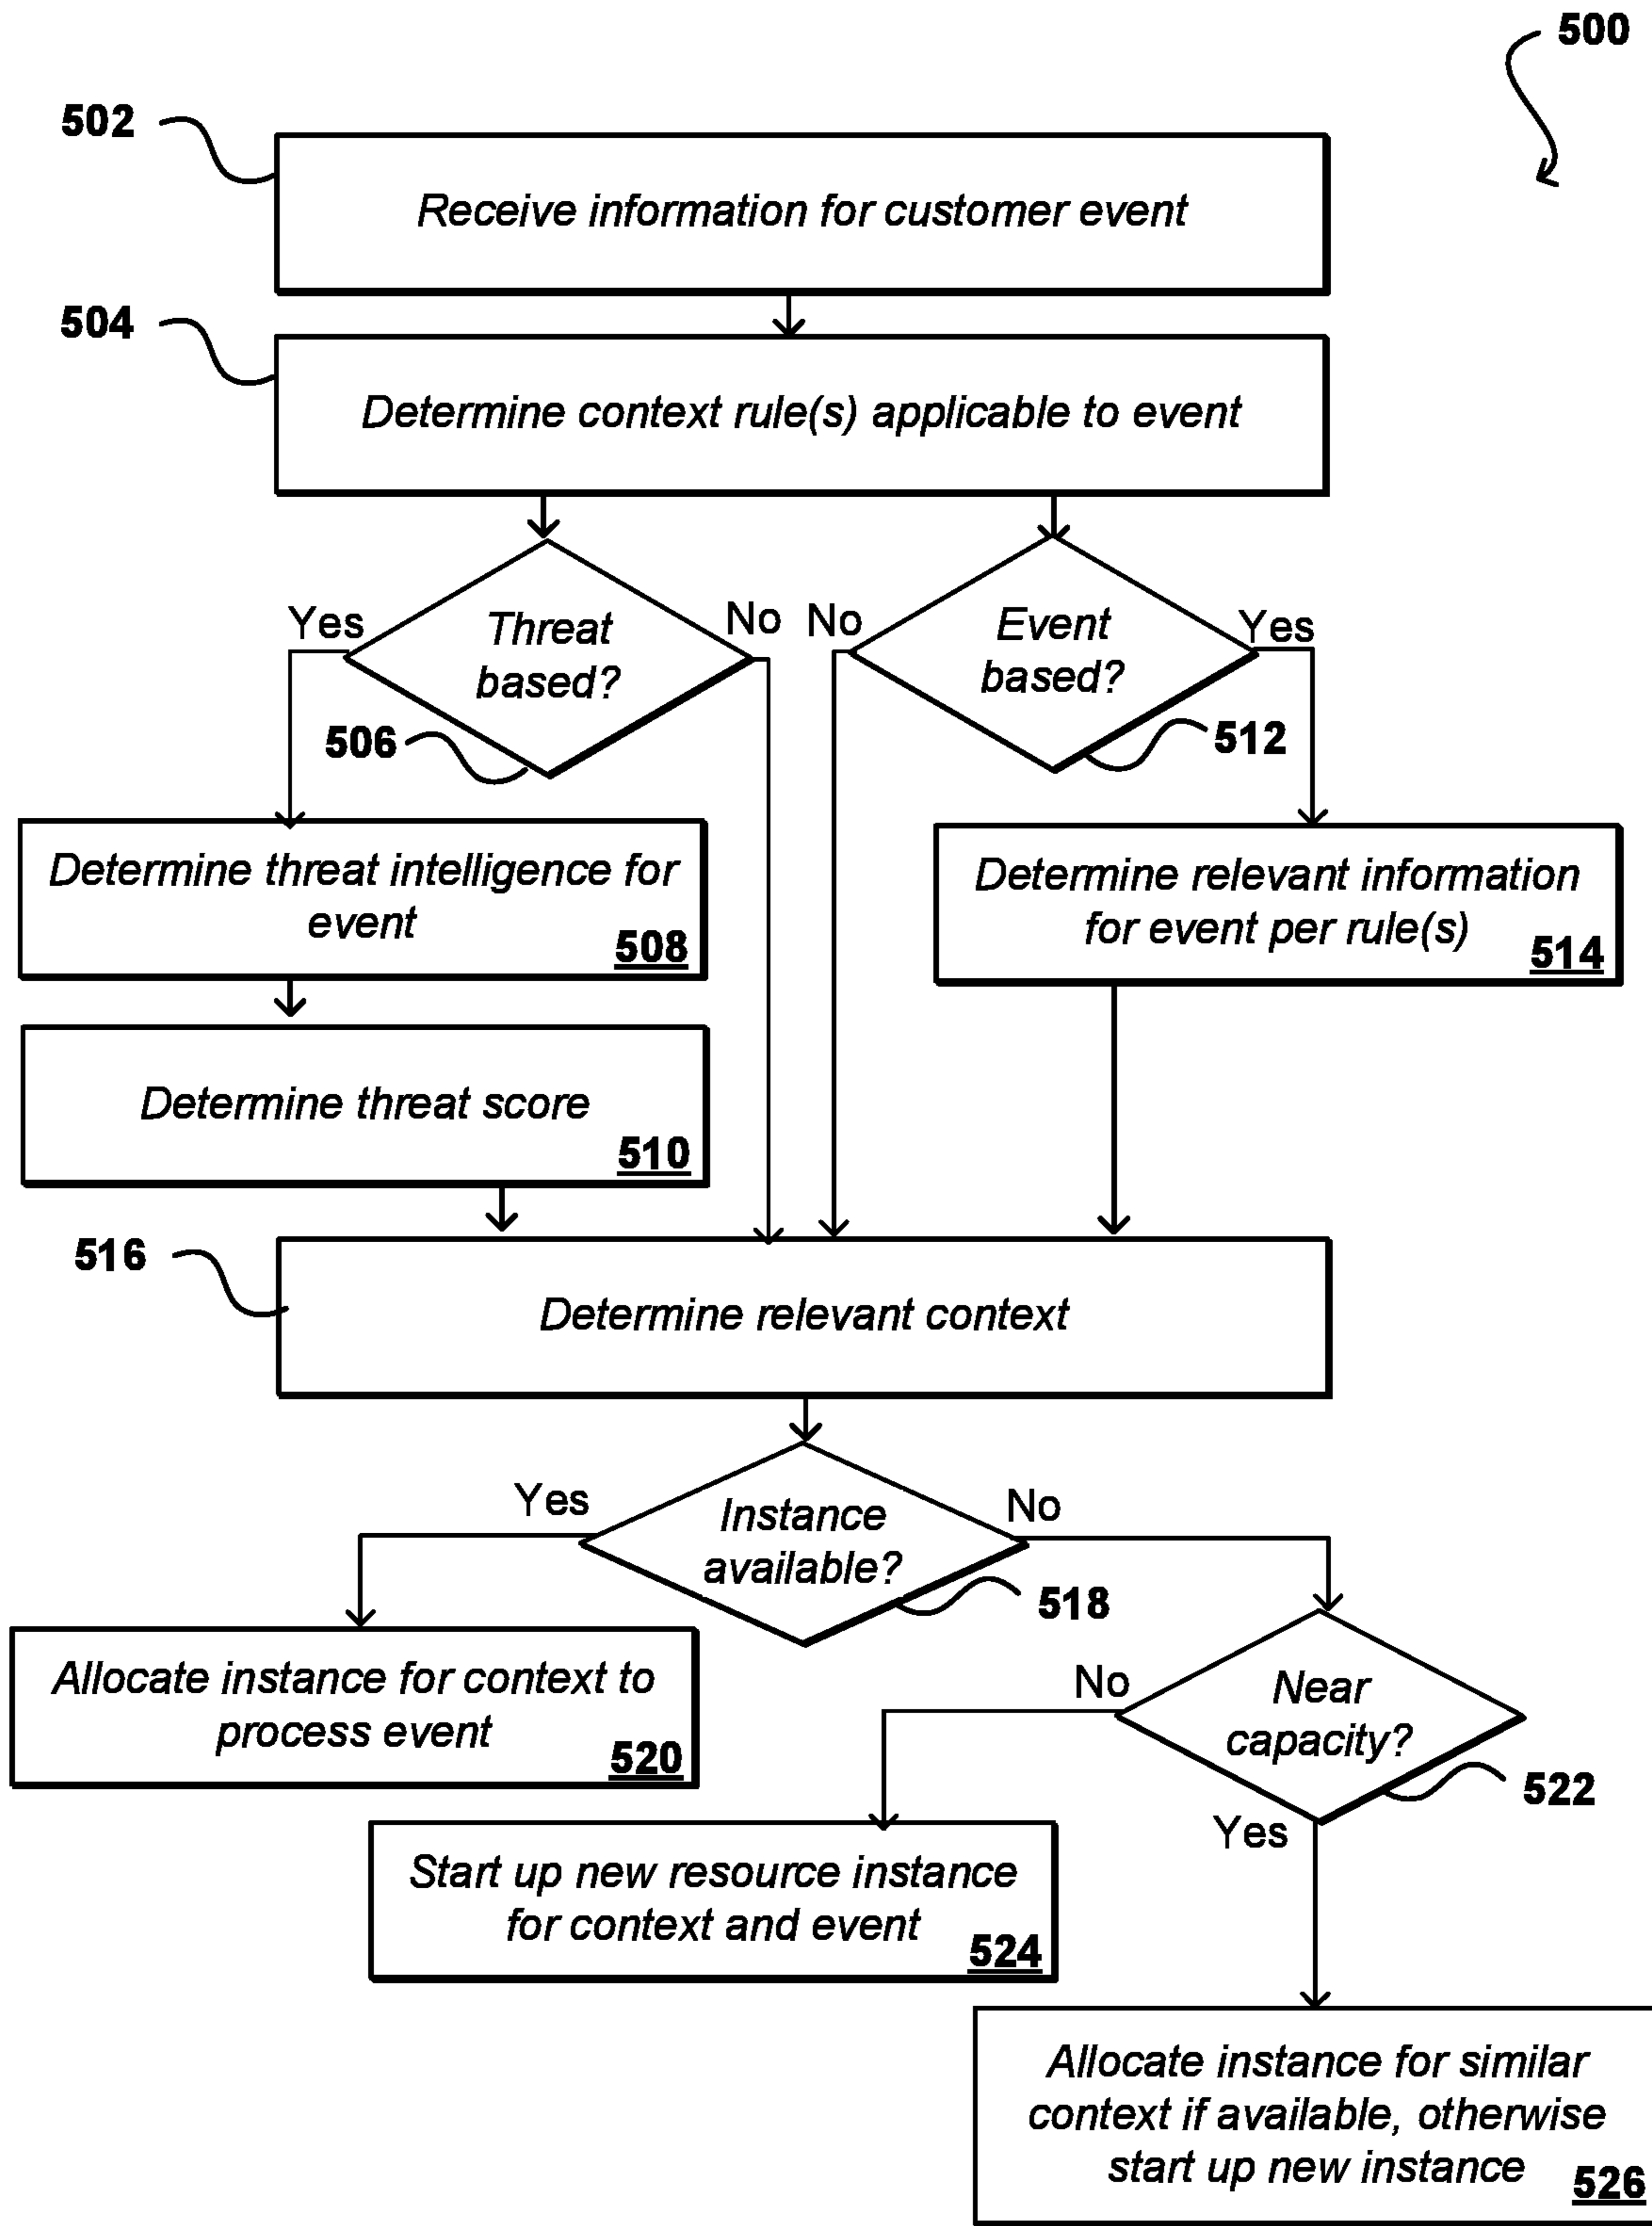 500
502
Receive information for customer event
504
Determine context rule(s) applicable to event
Yes
Threat
based?
No
No
Event
based?
Yes
506
512
Determine threat intelligence for
event
508
Determine relevant information
for event per rule(s)
514
Determine threat score
510
516
Determine relevant context
Yes
Instance
available?
No
518
Allocate instance for context to
process event
520
No
Near
capacity?
522
Yes
Start up new resource instance
for context and event
524
Allocate instance for similar
context if available, otherwise
start up new instance
526